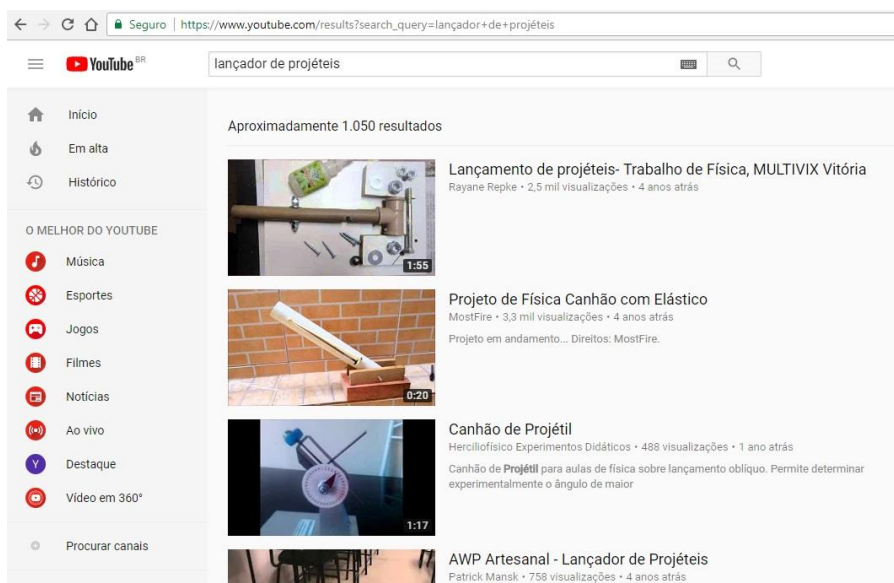 Seguro | https://www.youtube.com/results?search_query=lançador+de+projéteis
YouTube BR
lançador de projéteis
Início
Em alta
Histórico
O MELHOR DO YOUTUBE
Música
Esportes
Jogos
Filmes
Notícias
Ao vivo
Destaque
Vídeo em 360°
Procurar canais
Aproximadamente 1.050 resultados
1:55
Lançamento de projéteis- Trabalho de Física, MULTIVIX Vitória
Rayane Repke • 2,5 mil visualizações • 4 anos atrás
0:20
Projeto de Física Canhão com Elástico
MostFire • 3,3 mil visualizações • 4 anos atrás
Projeto em andamento... Direitos: MostFire.
1:17
Canhão de Projétil
Herciliofísico Experimentos Didáticos • 488 visualizações • 1 ano atrás
Canhão de Projétil para aulas de física sobre lançamento oblíquo. Permite determinar
experimentalmente o ângulo de maior
AWP Artesanal - Lançador de Projéteis
Patrick Mansk • 758 visualizações • 4 anos atrás